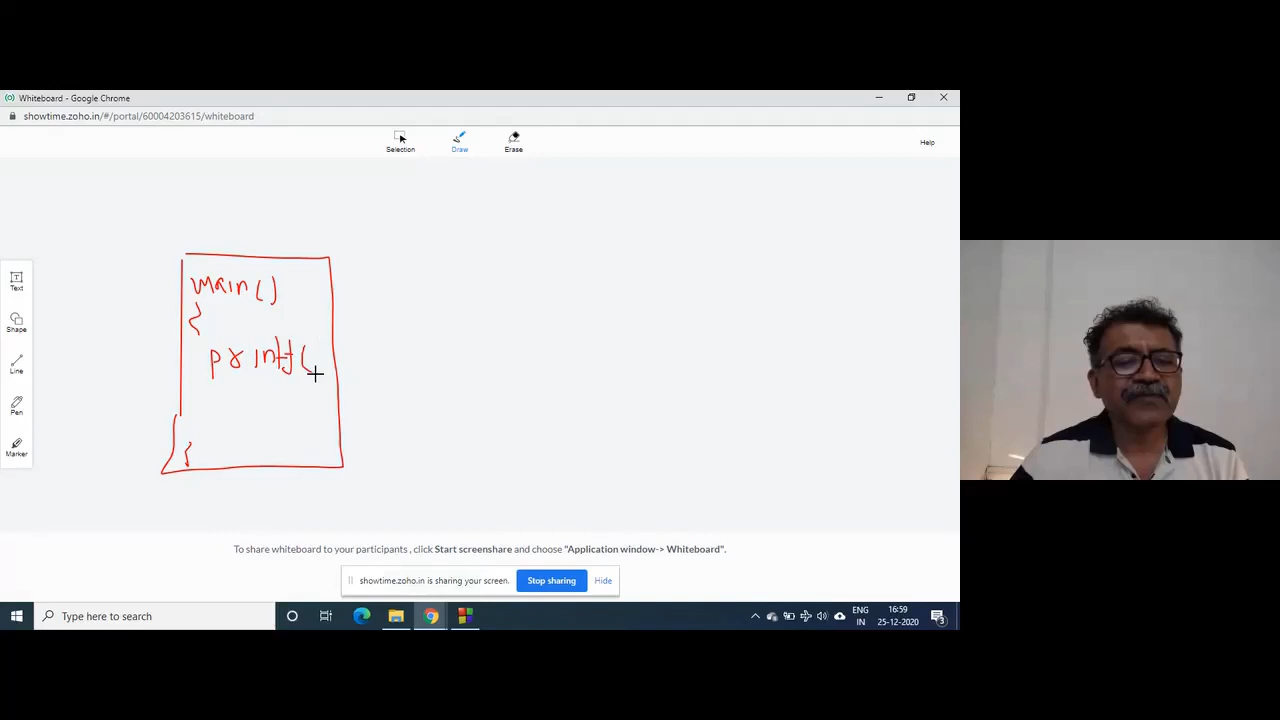 Whiteboard - Google Chrome
showtime.zoho.in/#/portal/60004203615/whiteboard
Selection
Draw
Erase
Help
Text
Shape
Line
Pen
Marker
main()
{
printf(
}
To share whiteboard to your participants , click Start screenshare and choose "Application window-> Whiteboard".
showtime.zoho.in is sharing your screen.
Stop sharing
Hide
Type here to search
ENG
IN
16:59
25-12-2020
3